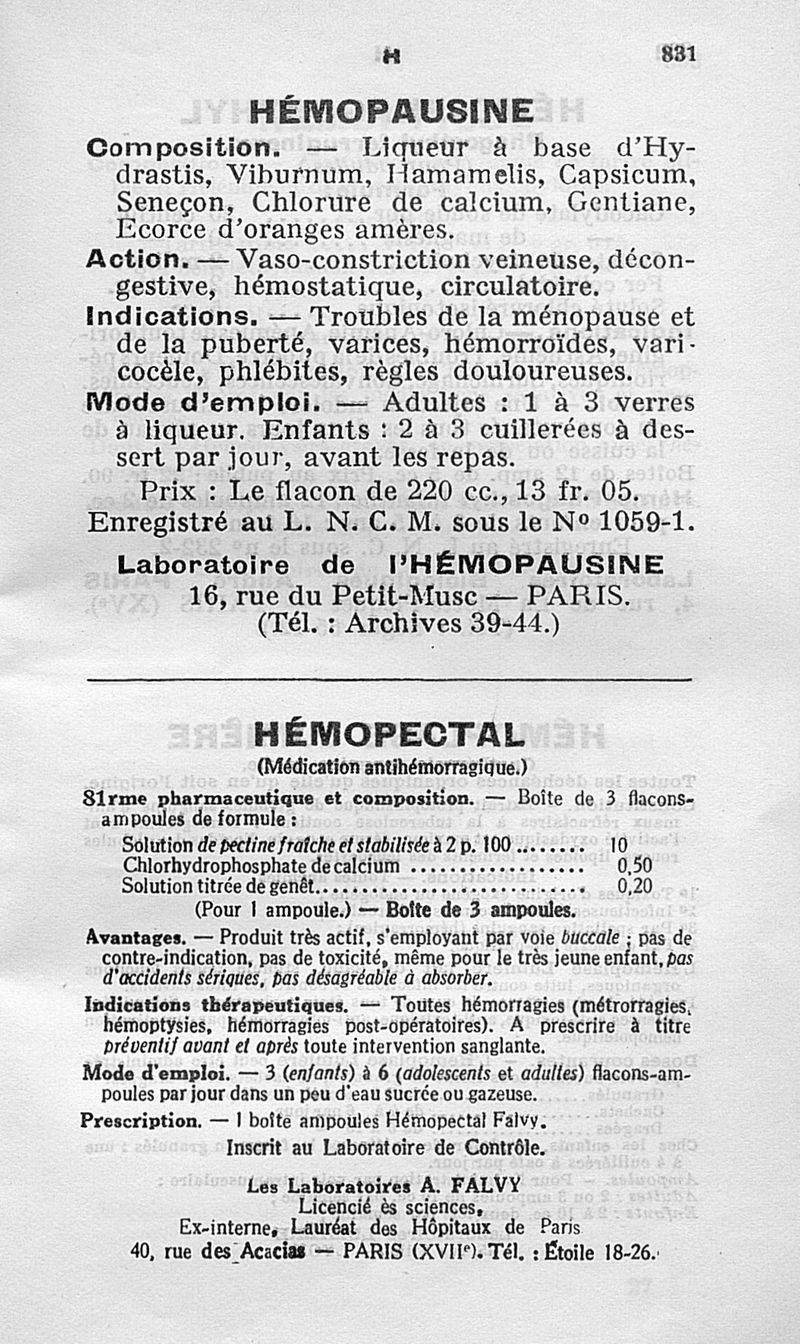 H 831
HÉMOPAUSINE
Composition. — Liqueur à base d'Hy-
drastis, Viburnum, Hamamelis, Capsicum,
Seneçon, Chlorure de calcium, Gentiane,
Ecorce d'oranges amères.
Action. — Vaso-constriction veineuse, décon-
gestive, hémostatique, circulatoire.
Indications. — Troubles de la ménopause et
de la puberté, varices, hémorroïdes, vari-
cocèle, phlébites, règles douloureuses.
Mode d'emploi. — Adultes : 1 à 3 verres
à liqueur. Enfants : 2 à 3 cuillerées à des-
sert par jour, avant les repas.
Prix : Le flacon de 220 cc., 13 fr. 05.
Enregistré au L. N. C. M. sous le Nº 1059-1.
Laboratoire de l'HÉMOPAUSINE
16, rue du Petit-Musc — PARIS.
(Tél. : Archives 39-44.)
HÉMOPECTAL
(Médication antihémorragique.)
81rme pharmaceutique et composition. — Boîte de 3 flacons-
ampoules de formule :
Solution de pectine fraîche et stabilisée à 2 p. 100 ........ 10
Chlorhydrophosphate de calcium .................. 0,50
Solution titrée de genêt............................ 0,20
(Pour 1 ampoule.) — Boîte de 3 ampoules.
Avantages. — Produit très actif, s'employant par voie buccale ; pas de
contre-indication, pas de toxicité, même pour le très jeune enfant, pas
d'accidents sériques, pas désagréable à absorber.
Indications thérapeutiques. — Toutes hémorragies (métrorragies,
hémoptysies, hémorragies post-opératoires). A prescrire à titre
préventif avant et après toute intervention sanglante.
Mode d'emploi. — 3 (enfants) à 6 (adolescents et adultes) flacons-am-
poules par jour dans un peu d'eau sucrée ou gazeuse.
Prescription. — 1 boîte ampoules Hémopectal Falvy.
Inscrit au Laboratoire de Contrôle.
Les Laboratoires A. FALVY
Licencié ès sciences,
Ex-interne, Lauréat des Hôpitaux de Paris
40, rue des Acacias — PARIS (XVIIe). Tél. : Étoile 18-26.